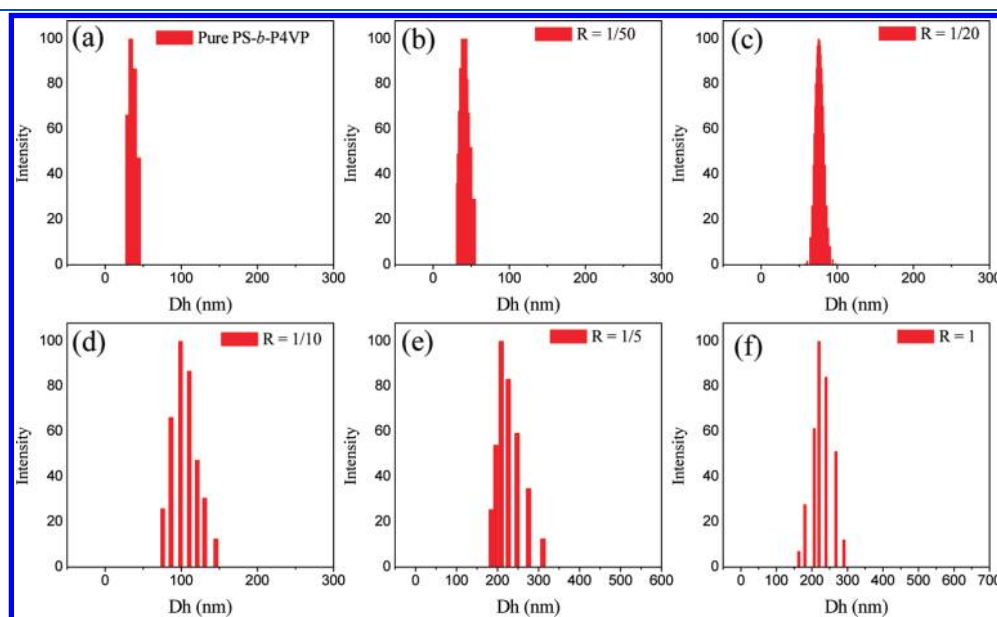 (a) Pure PS-b-P4VP
100
80
60
40
20
0
Intensity
0 100 200 300
Dh (nm)
(b) R = 1/50
100
80
60
40
20
0
Intensity
0 100 200 300
Dh (nm)
(c) R = 1/20
100
80
60
40
20
0
Intensity
0 100 200 300
Dh (nm)
(d) R = 1/10
100
80
60
40
20
0
Intensity
0 100 200 300
Dh (nm)
(e) R = 1/5
100
80
60
40
20
0
Intensity
0 100 200 300 400 500 600
Dh (nm)
(f) R = 1
100
80
60
40
20
0
Intensity
0 100 200 300 400 500 600 700
Dh (nm)